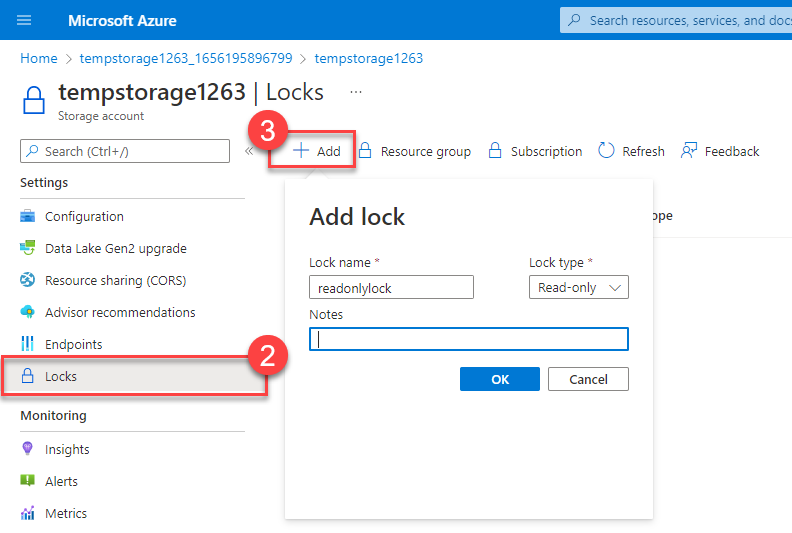 Microsoft Azure
Search resources, services, and docs
Home > tempstorage1263_1656195896799 > tempstorage1263
tempstorage1263 | Locks ...
Storage account
3
Search (Ctrl+/) « + Add Resource group Subscription Refresh Feedback
Settings
Configuration
Data Lake Gen2 upgrade
Resource sharing (CORS)
Advisor recommendations
Endpoints
2
Locks
Monitoring
Insights
Alerts
Metrics
ope
Add lock
Lock name * Lock type *
readonlylock Read-only
Notes
OK Cancel